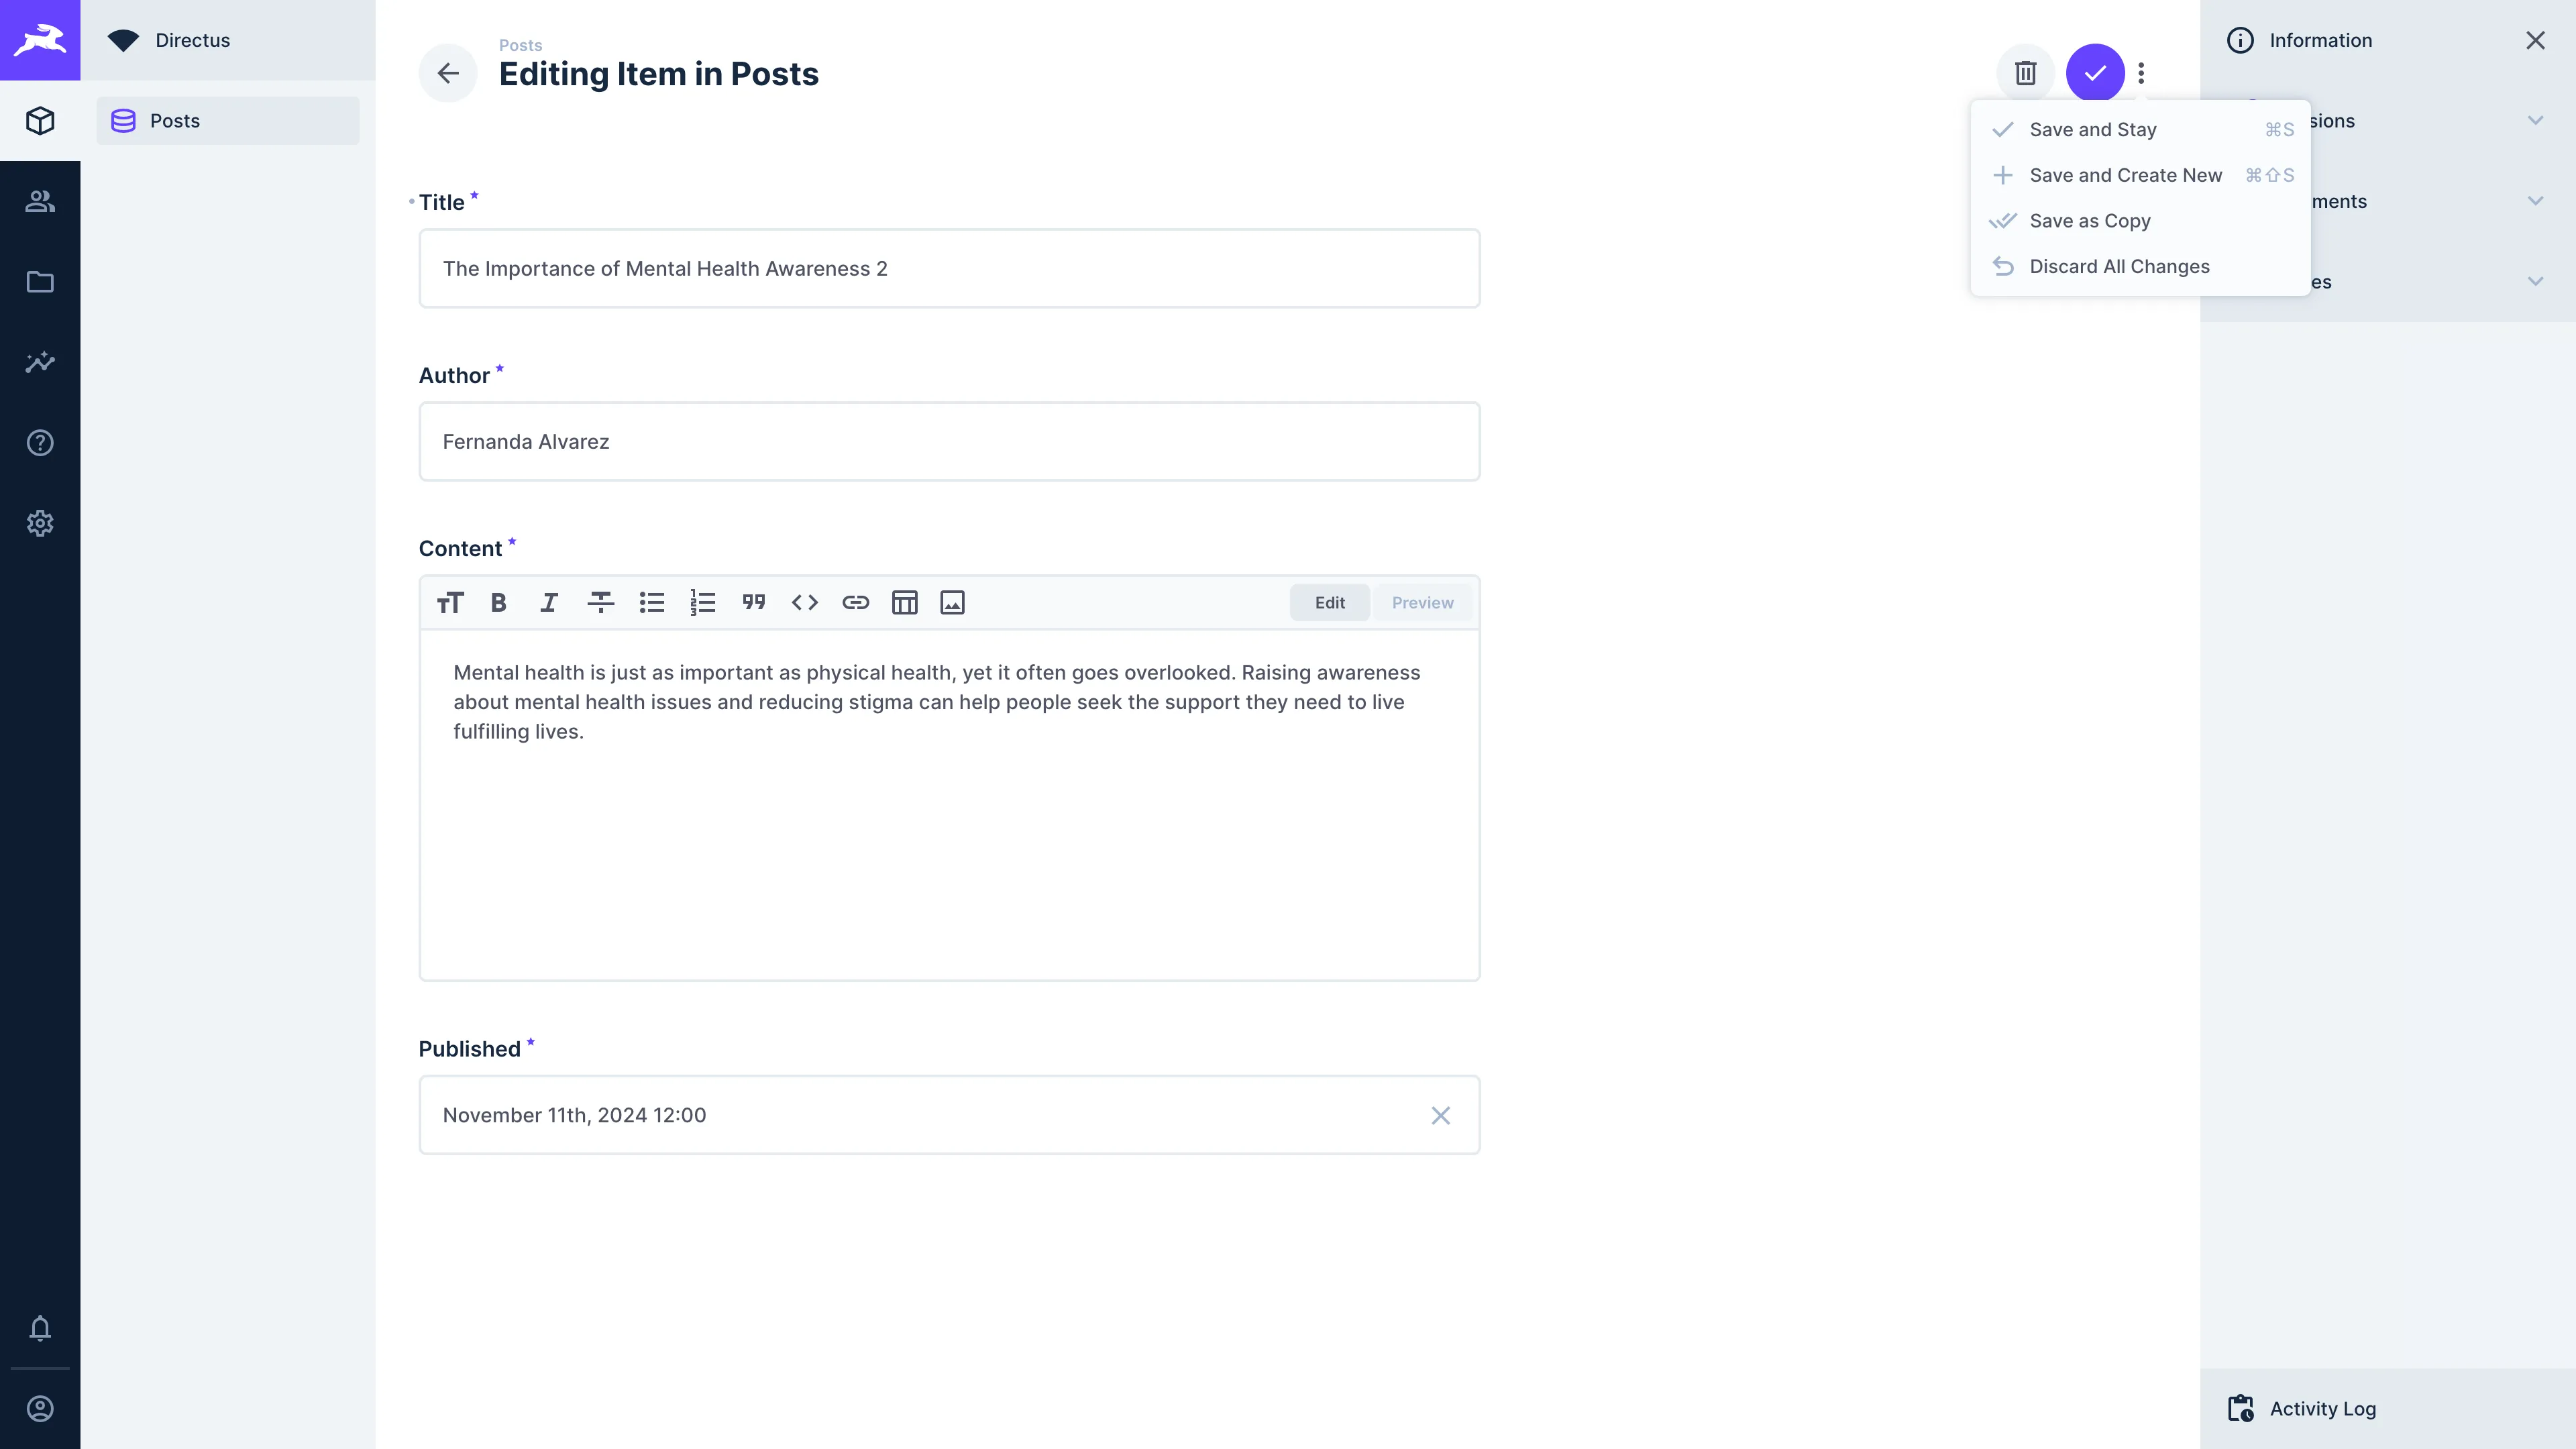 Directus
Posts
Posts
Editing Item in Posts
Title *
The Importance of Mental Health Awareness 2
Author *
Fernanda Alvarez
Content *
Edit
Preview
Mental health is just as important as physical health, yet it often goes overlooked. Raising awareness
about mental health issues and reducing stigma can help people seek the support they need to live
fulfilling lives.
Published *
November 11th, 2024 12:00
Save and Stay ⌘S
Save and Create New ⌘⇧S
Save as Copy
Discard All Changes
Information
sions
ments
es
Activity Log